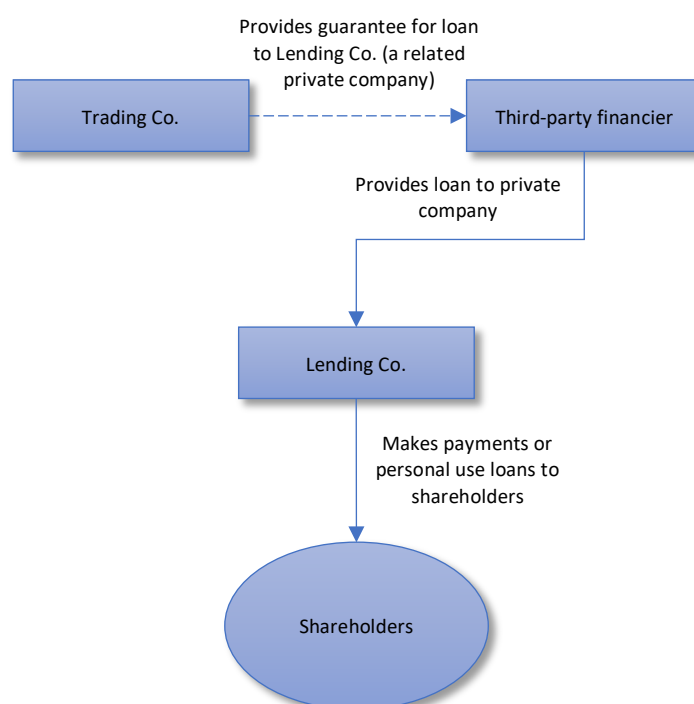 Provides guarantee for loan
to Lending Co. (a related
private company)
Trading Co.
Third-party financier
Provides loan to private
company
Lending Co.
Makes payments or
personal use loans to
shareholders
Shareholders